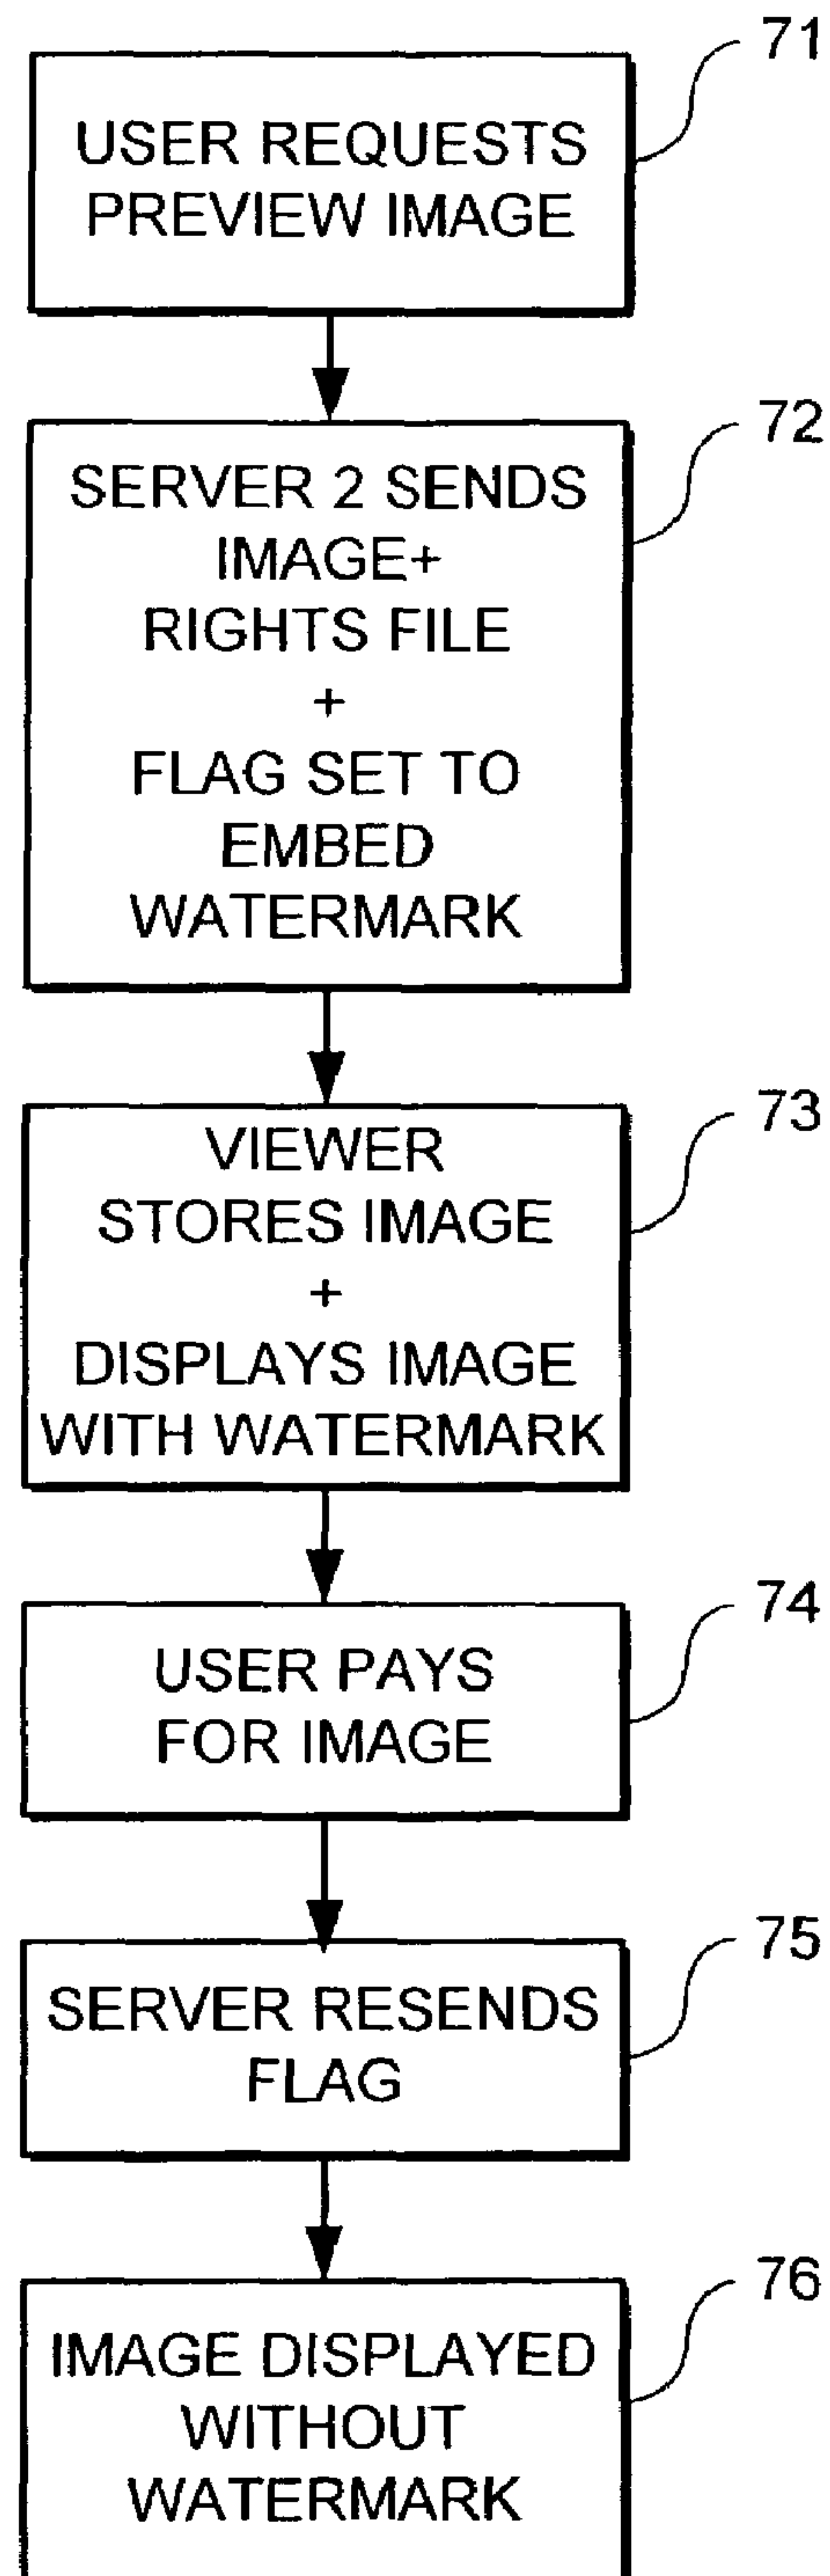 71
USER REQUESTS
PREVIEW IMAGE
72
SERVER 2 SENDS
IMAGE+
RIGHTS FILE
+
FLAG SET TO
EMBED
WATERMARK
73
VIEWER
STORES IMAGE
+
DISPLAYS IMAGE
WITH WATERMARK
74
USER PAYS
FOR IMAGE
75
SERVER RESENDS
FLAG
76
IMAGE DISPLAYED
WITHOUT
WATERMARK